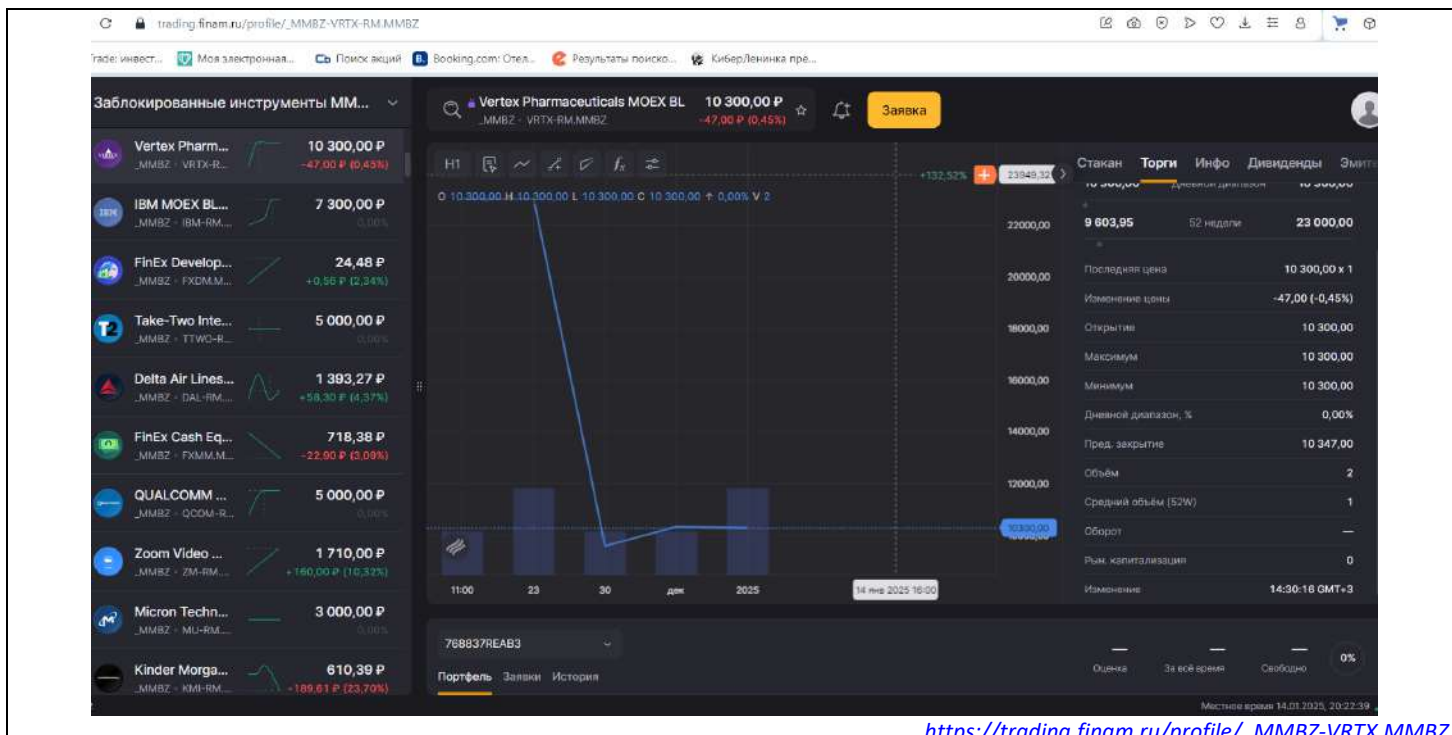 trading.finam.ru/profile/_MMBZ-VRTX-RM.MMBZ
Trade: инвест... Моя электронная... Поиск акций Booking.com: Отел... Результаты поиско... КиберЛенинка пре...
Заблокированные инструменты MM...
Vertex Pharmaceuticals MOEX BL 10 300,00 ₽
_MMBZ - VRTX-RM.MMBZ -47,00 ₽ (0,45%)
Заявка
Vertex Pharm... 10 300,00 ₽
_MMBZ - VRTX-R... -47,00 ₽ (0,45%)
IBM MOEX BL... 7 300,00 ₽
_MMBZ - IBM-RM.... 0,00%
FinEx Develop... 24,48 ₽
_MMBZ - FXDM.M... +0,56 ₽ (2,34%)
Take-Two Inte... 5 000,00 ₽
_MMBZ - TTWO-R... 0,00%
Delta Air Lines... 1 393,27 ₽
_MMBZ - DAL-RM.... +58,30 ₽ (4,37%)
FinEx Cash Eq... 718,38 ₽
_MMBZ - FXMM.M... -22,90 ₽ (3,09%)
QUALCOMM ... 5 000,00 ₽
_MMBZ - QCOM-R... 0,00%
Zoom Video ... 1 710,00 ₽
_MMBZ - ZM-RM.... +160,00 ₽ (10,32%)
Micron Techn... 3 000,00 ₽
_MMBZ - MU-RM.... 0,00%
Kinder Morga... 610,39 ₽
_MMBZ - KMI-RM.... -189,61 ₽ (23,70%)
H1
+132,52% 23949,32
O 10 300,00 H 10 300,00 L 10 300,00 C 10 300,00 ↑ 0,00% V 2
22000,00
20000,00
18000,00
16000,00
14000,00
12000,00
10300,00
11:00 23 30 дек 2025 14 янв 2025 16:00
Стакан Торги Инфо Дивиденды Эмит
10 300,00 Дневной диапазон 10 300,00
9 603,95 52 недели 23 000,00
Последняя цена 10 300,00 x 1
Изменение цены -47,00 (-0,45%)
Открытие 10 300,00
Максимум 10 300,00
Минимум 10 300,00
Дневной диапазон, % 0,00%
Пред. закрытие 10 347,00
Объём 2
Средний объём (52W) 1
Оборот —
Рын. капитализация 0
Изменение 14:30:16 GMT+3
768837REAB3
Портфель Заявки История
— — —
Оценка За всё время Свободно 0%
Местное время 14.01.2025, 20:22:39
https://trading.finam.ru/profile/_MMBZ-VRTX.MMBZ